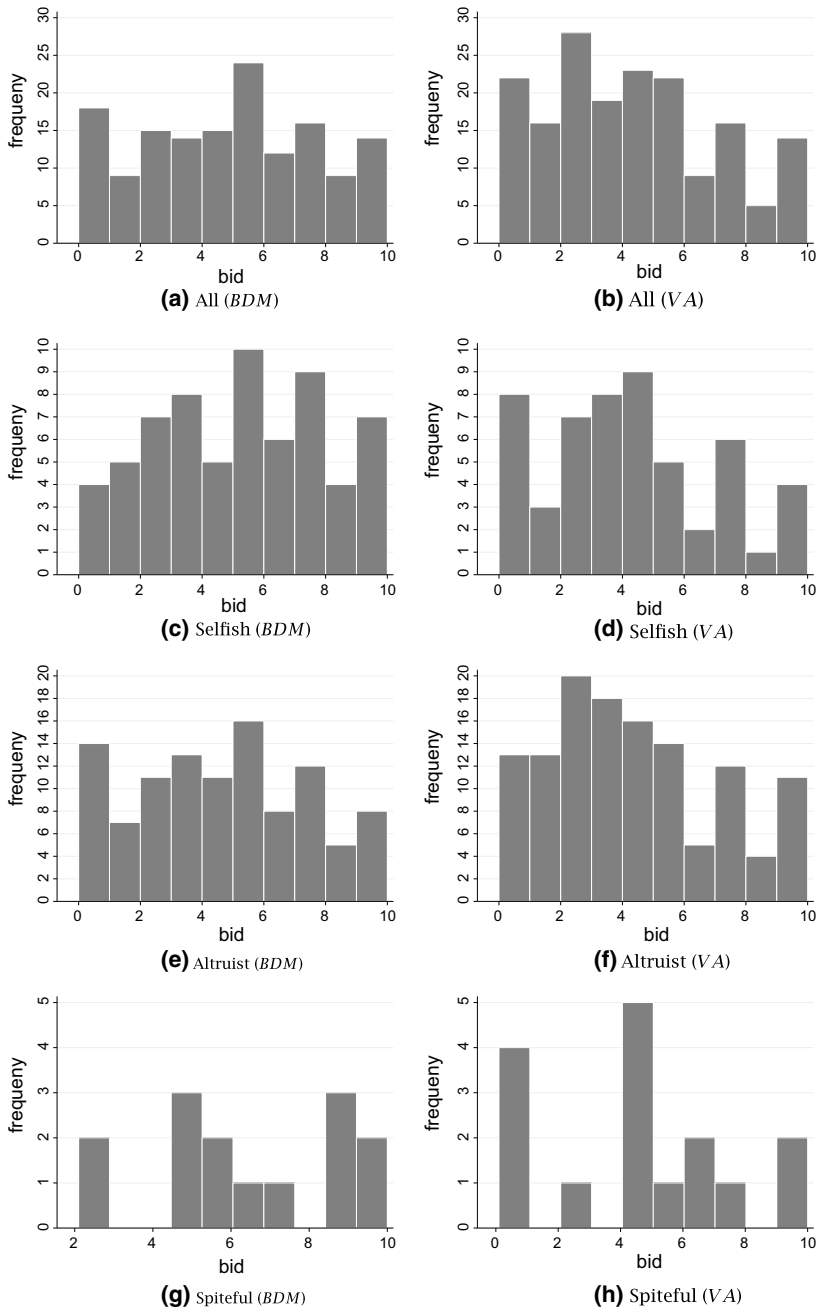 frequeny
0 5 10 15 20 25 30
0 2 4 6 8 10
bid
(a) All (BDM)
frequeny
0 5 10 15 20 25 30
0 2 4 6 8 10
bid
(b) All (VA)
frequeny
0 1 2 3 4 5 6 7 8 9 10
0 2 4 6 8 10
bid
(c) Selfish (BDM)
frequeny
0 1 2 3 4 5 6 7 8 9 10
0 2 4 6 8 10
bid
(d) Selfish (VA)
frequeny
0 2 4 6 8 10 12 14 16 18 20
0 2 4 6 8 10
bid
(e) Altruist (BDM)
frequeny
0 2 4 6 8 10 12 14 16 18 20
0 2 4 6 8 10
bid
(f) Altruist (VA)
frequeny
0 1 2 3 4 5
2 4 6 8 10
bid
(g) Spiteful (BDM)
frequeny
0 1 2 3 4 5
0 2 4 6 8 10
bid
(h) Spiteful (VA)